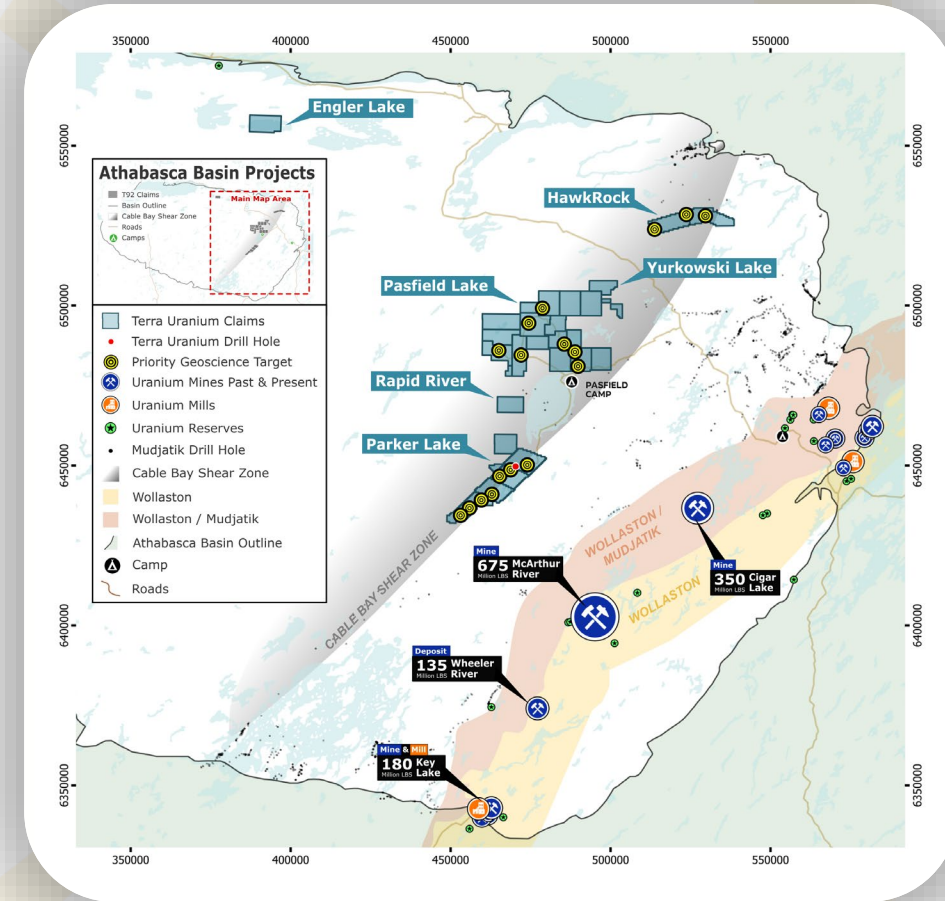 350000 400000 450000 500000 550000
6550000
6500000
6450000
6400000
6350000
Engler Lake
HawkRock
Yurkowski Lake
Pasfield Lake
Rapid River
Parker Lake
PASFIELD
CAMP
Athabasca Basin Projects
T92 Claims
Basin Outline
Cable Bay Shear Zone
Roads
Camps
Main Map Area
Terra Uranium Claims
Terra Uranium Drill Hole
Priority Geoscience Target
Uranium Mines Past & Present
Uranium Mills
Uranium Reserves
Mudjatik Drill Hole
Cable Bay Shear Zone
Wollaston
Wollaston / Mudjatik
Athabasca Basin Outline
Camp
Roads
CABLE BAY SHEAR ZONE
WOLLASTON /
MUDJATIK
WOLLASTON
Mine
675 McArthur
Million LBS River
Mine
350 Cigar
Million LBS Lake
Deposit
135 Wheeler
Million LBS River
Mine & Mill
180 Key
Million LBS Lake
6550000
6500000
6450000
6400000
6350000
350000 400000 450000 500000 550000